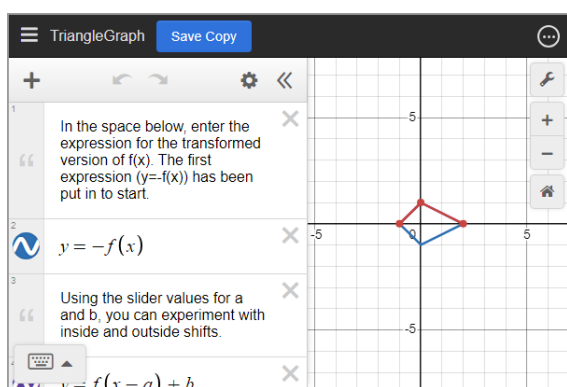 TriangleGraph Save Copy
1
In the space below, enter the
expression for the transformed
version of f(x). The first
expression (y=-f(x)) has been
put in to start.
2
y = −f(x)
3
Using the slider values for a
and b, you can experiment with
inside and outside shifts.
y = f(x − a) + b
5
-5
0
5
-5